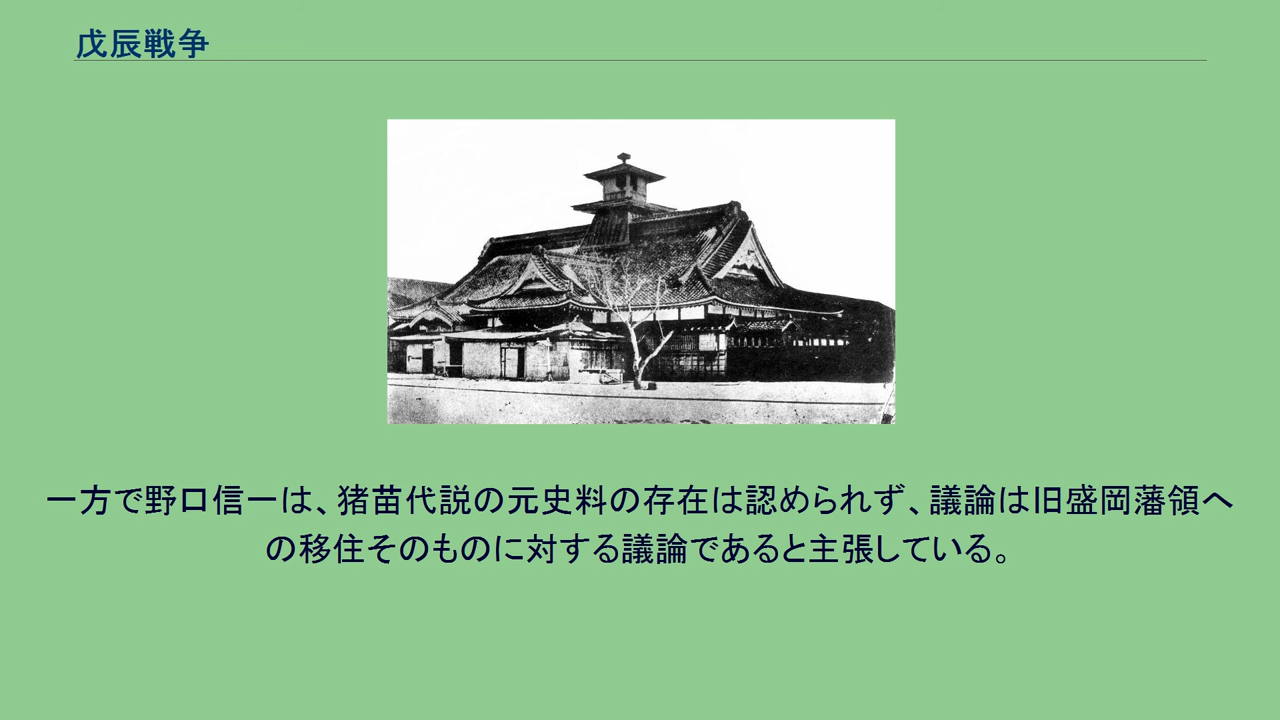 戊辰戦争
一方で野口信一は、猪苗代説の元史料の存在は認められず、議論は旧盛岡藩領へ
の移住そのものに対する議論であると主張している。